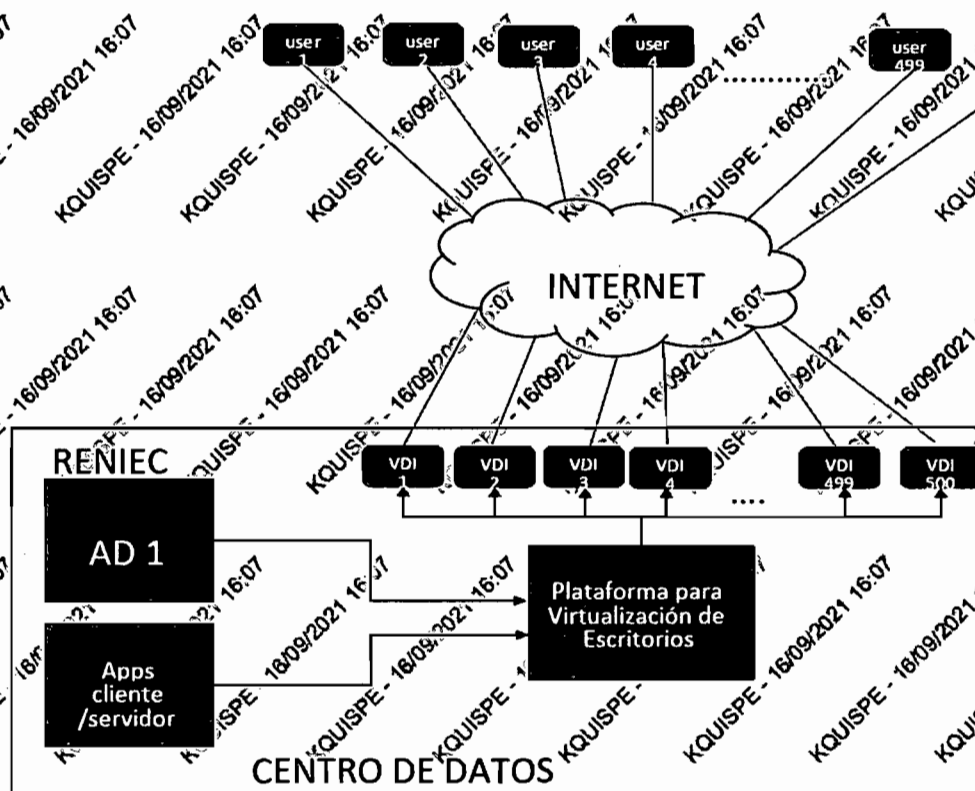 user
1
user
2
user
3
user
4
user
499
INTERNET
RENIEC
VDI
1
VDI
2
VDI
3
VDI
4
....
VDI
499
VDI
500
AD 1
Plataforma para
Virtualización de
Escritorios
Apps
cliente
/servidor
CENTRO DE DATOS
KQUISPE - 16/09/2021 16:07